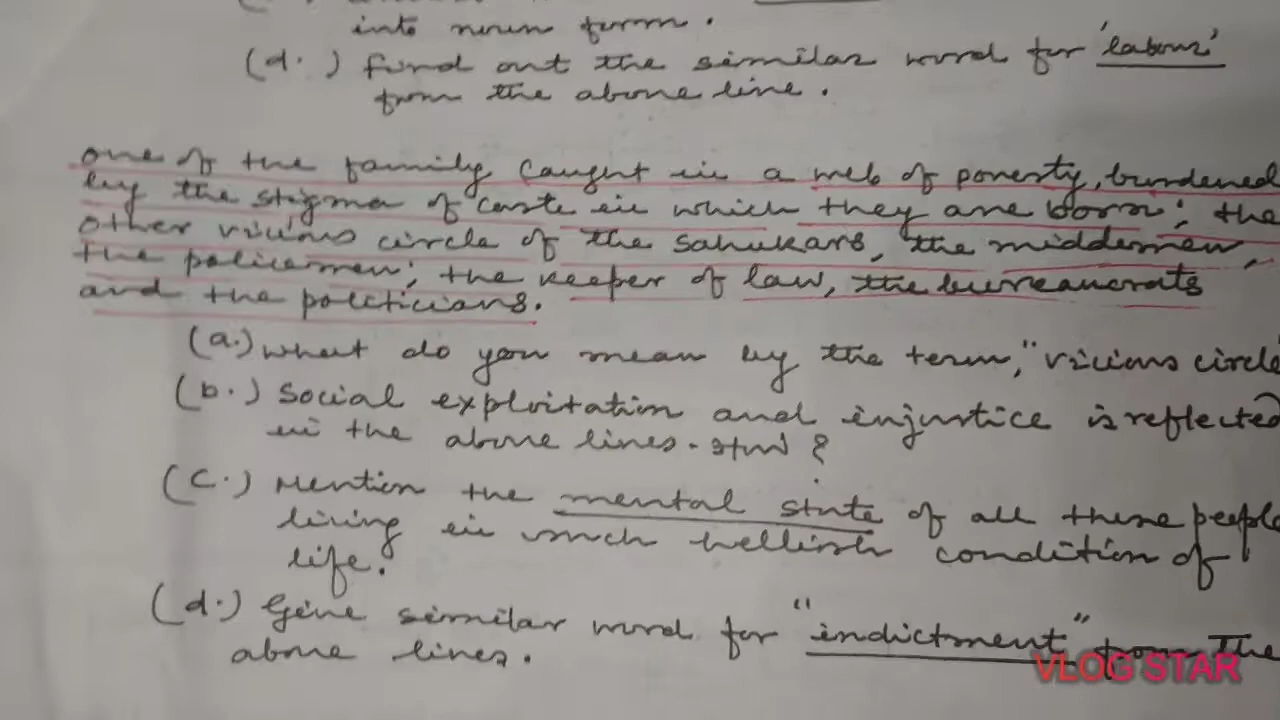 into noun form.
(d.) Find out the similar word for 'labour'
from the above line.
one of the family caught in a web of poverty, burdened
by the stigma of caste in which they are born; the
other vicious circle of the sahukars, the middlemen,
the policemen; the keeper of law, the bureaucrats
and the politicians.
(a.) what do you mean by the term, "vicious circle
(b.) Social exploitation and injustice is reflected
in the above lines. How?
(c.) Mention the mental state of all these people
living in such hellish condition of
life.
(d.) Give similar word for "indictment" from the
above lines.
VLOG STAR